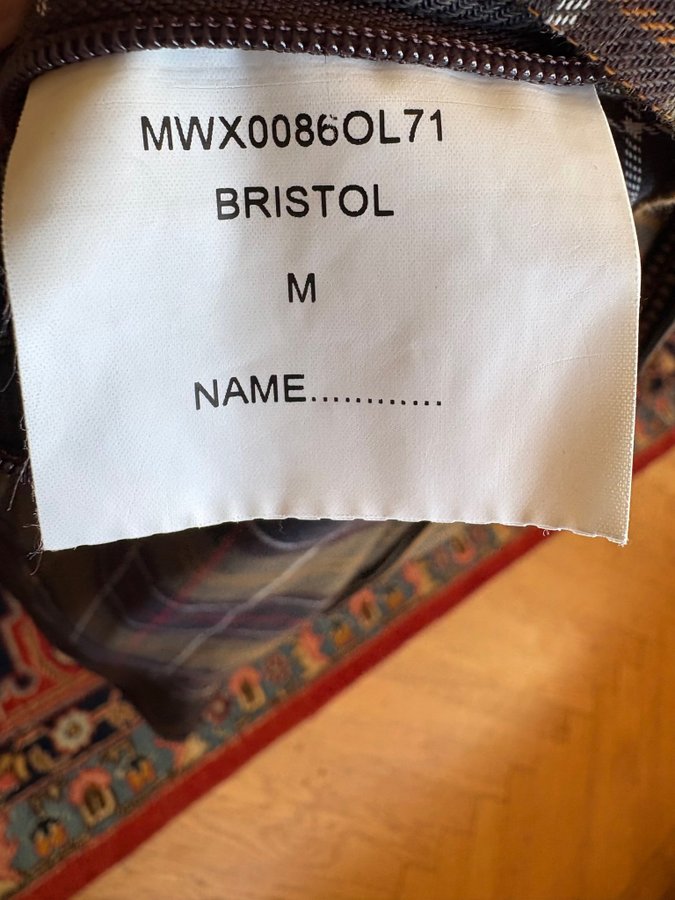 MWX0086OL71
BRISTOL
M
NAME............